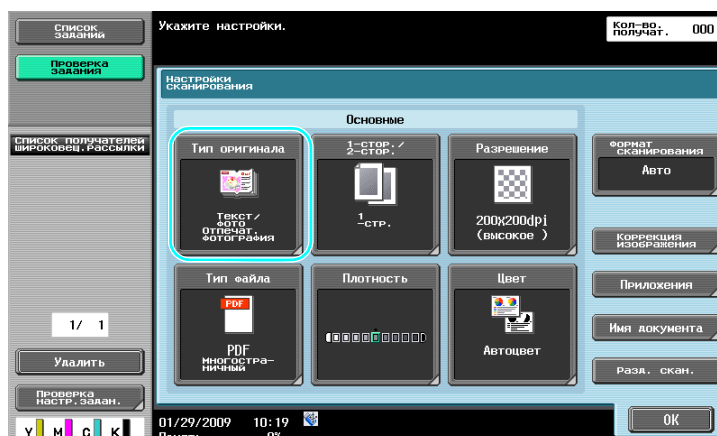 Список
заданий
Укажите настройки.
Кол-во.
получат. 000
Проверка
задания
Настройки
сканирования
Основные
Список получателей
широковещ.рассылки
Тип оригинала
1-стор./
2-стор.
Разрешение
Формат
сканирования
Авто
Текст/
фото
отпечат.
фотография
1
-стр.
200X200dpi
(высокое )
Коррекция
изображения
Тип файла
Плотность
Цвет
Приложения
PDF
1/ 1
Имя документа
PDF
многостра-
ничный
Автоцвет
Удалить
Разд. скан.
Проверка
настр.задан.
01/29/2009 10:19
OK
Y M C K
Память 0%